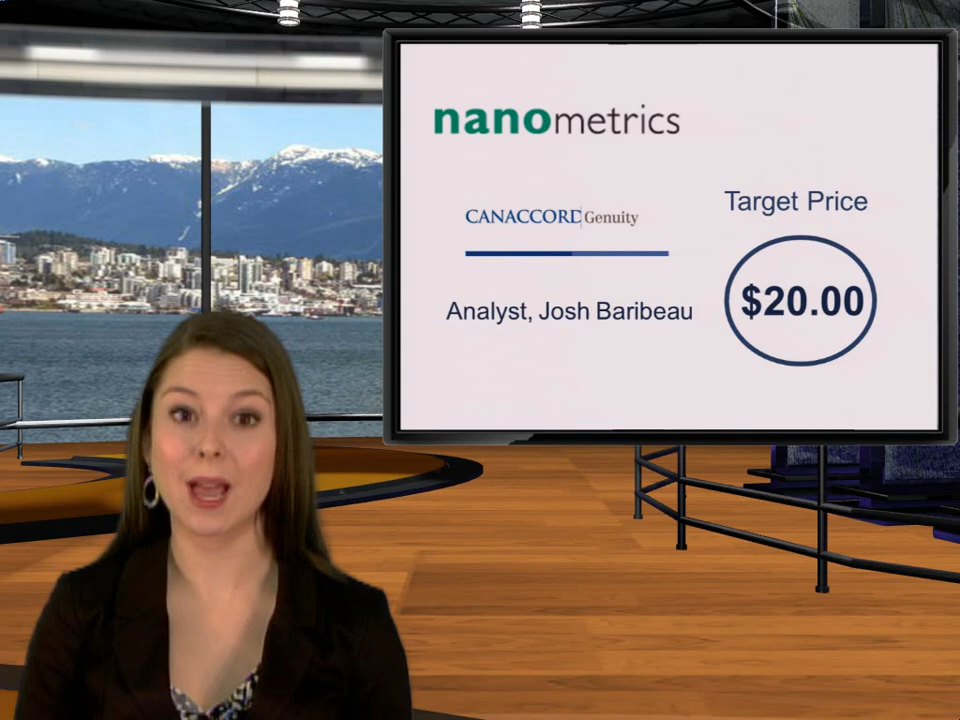 nanometrics
CANACCORD Genuity
Target Price
$20.00
Analyst, Josh Baribeau